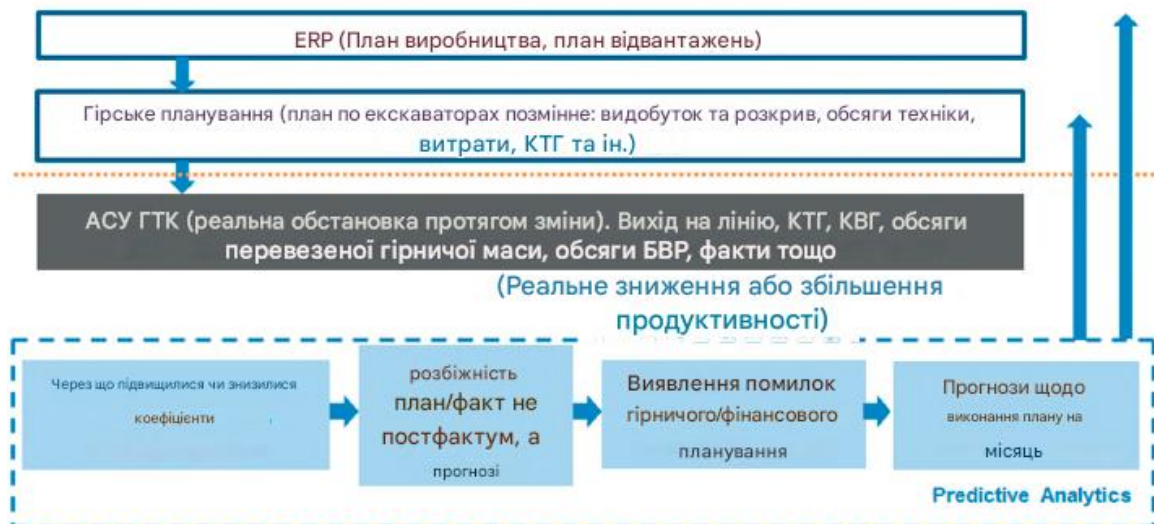 ERP (План виробництва, план відвантажень)
Гірське планування (план по екскаваторах позмінне: видобуток та розкрив, обсяги техніки,
витрати, КТГ та ін.)
АСУ ГТК (реальна обстановка протягом зміни). Вихід на лінію, КТГ, КВГ, обсяги
перевезеної гірничої маси, обсяги БВР, факти тощо
(Реальне зниження або збільшення
продуктивності)
Через що підвищилися чи знизилися
коефіцієнти
розбіжність
план/факт не
постфактум, а
прогнозі
Виявлення помилок
гірничого/фінансового
планування
Прогнози щодо
виконання плану на
місяць
Predictive Analytics